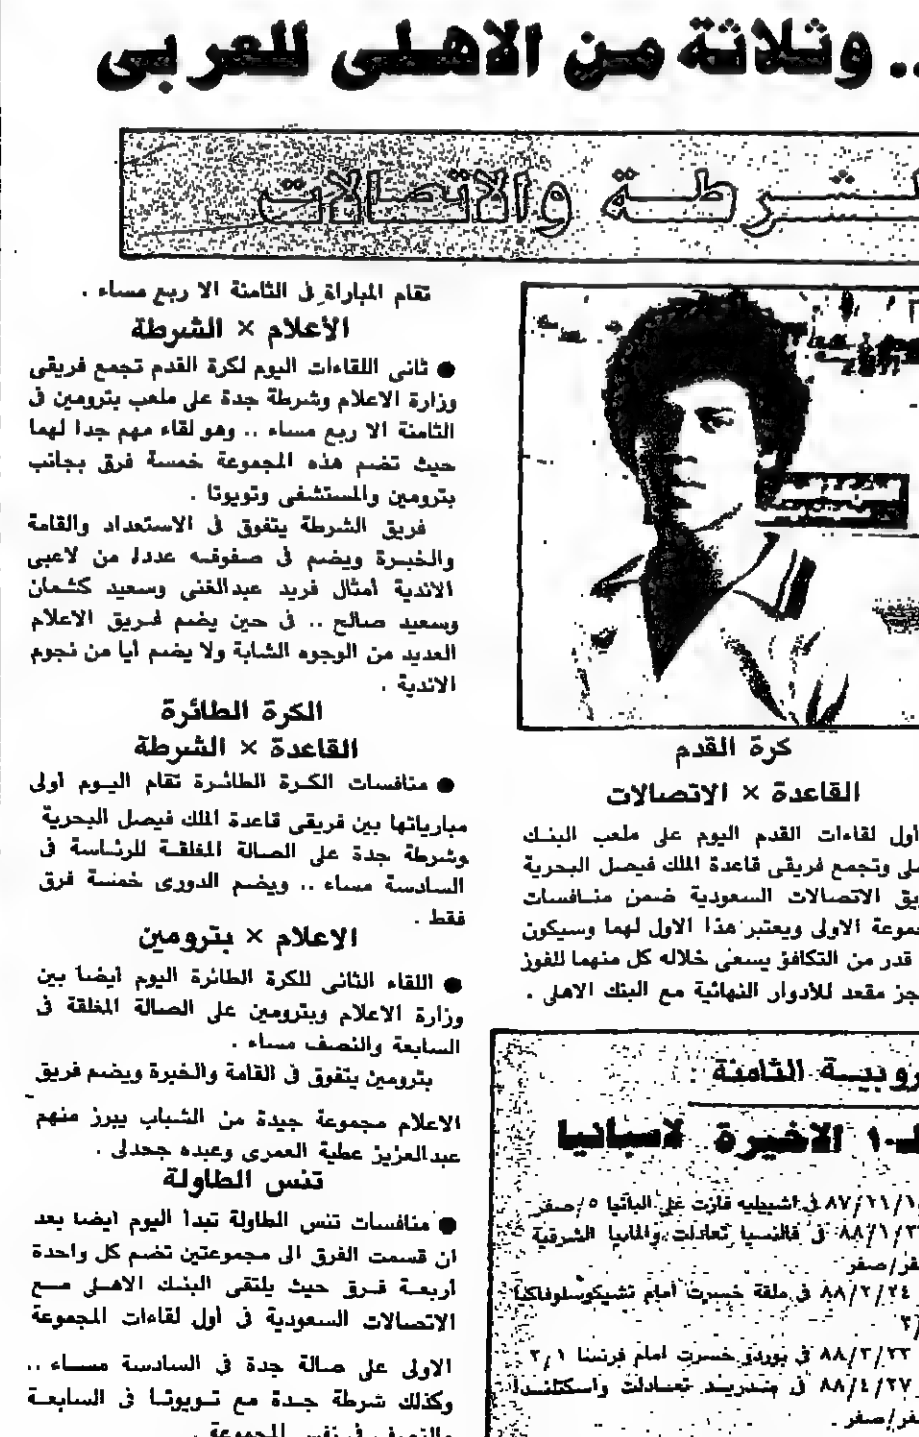 .. وثلاثة من الاهلى للعربى
لشرطة والاتصالات
كرة القدم
القاعدة × الاتصالات
أول لقاءات القدم اليوم على ملعب البنك
وتجمع فريقى قاعدة الملك فيصل البحرية
الاتصالات السعودية ضمن منافسات
الاولى ويعتبر هذا الاول لهما وسيكون
قدر من التكافؤ يسعى خلاله كل منهما للفوز
مقعد للأدوار النهائية مع البنك الاهلى .
تقام المباراة فى الثامنة الا ربع مساء .
الأعلام × الشرطة
● ثانى اللقاءات اليوم لكرة القدم تجمع فريقى
وزارة الاعلام وشرطة جدة على ملعب بترومين فى
الثامنة الا ربع مساء .. وهو لقاء مهم جدا لهما
حيث تضم هذه المجموعة خمسة فرق بجانب
بترومين والمستشفى وتويوتا .
فريق الشرطة يتفوق فى الاستعداد والقامة
والخبرة ويضم فى صفوفه عددا من لاعبى
الاندية أمثال فريد عبدالغنى وسعيد كشمان
وسعيد صالح .. فى حين يضم فريق الاعلام
العديد من الوجوه الشابة ولا يضم أيا من نجوم
الاندية .
الكرة الطائرة
القاعدة × الشرطة
● منافسات الكرة الطائرة تقام اليوم اولى
مبارياتها بين فريقى قاعدة الملك فيصل البحرية
وشرطة جدة على الصالة المغلقة للرئاسة فى
السادسة مساء .. ويضم الدورى خمسة فرق
فقط .
الاعلام × بترومين
● اللقاء الثانى للكرة الطائرة اليوم ايضا بين
وزارة الاعلام وبترومين على الصالة المغلقة فى
السابعة والنصف مساء .
بترومين يتفوق فى القامة والخبرة ويضم فريق
الاعلام مجموعة جيدة من الشباب يبرز منهم
عبدالعزيز عطية العمرى وعبده جحدلى .
تنس الطاولة
● منافسات تنس الطاولة تبدأ اليوم ايضا بعد
ان قسمت الفرق الى مجموعتين تضم كل واحدة
أربعة فرق حيث يلتقى البنك الاهلى مع
الاتصالات السعودية فى أول لقاءات المجموعة
الاولى على صالة جدة فى السادسة مساء ..
وكذلك شرطة جدة مع تويوتا فى السابعة
والنصف فى نفس المجموعة .
روبية الثامنة :
الاخيرة لاسبانيا
فى اشبيليه فازت على البانيا ٥/صفر
فى فالنسيا تعادلت والمانيا الشرقية
صفر/صفر
٨٨/٢/٢٤ فى ملقة خسرت امام تشيكوسلوفاكيا
٨٨/٣/٢٣ فى بوردو خسرت امام فرنسا ٢/١
٨٨/٤/٢٧ فى مدريد تعادلت واسكتلندا
صفر/صفر .